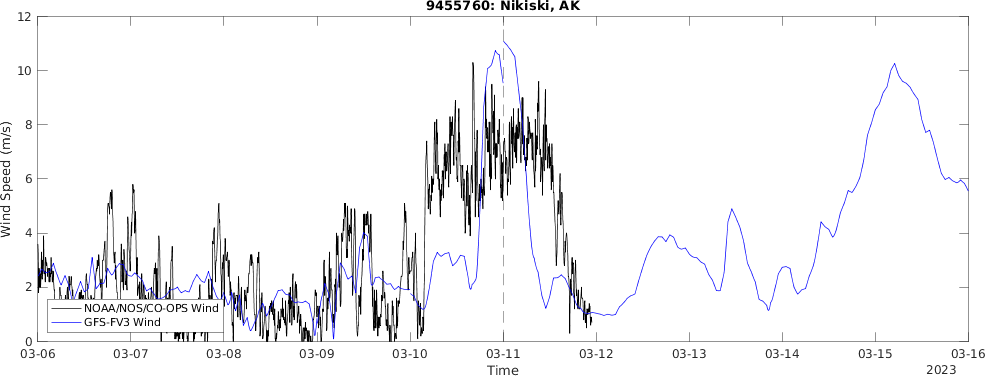 9455760: Nikiski, AK
Wind Speed (m/s)
12
10
8
6
4
2
0
NOAA/NOS/CO-OPS Wind
GFS-FV3 Wind
03-06 03-07 03-08 03-09 03-10 03-11 03-12 03-13 03-14 03-15 03-16
Time
2023